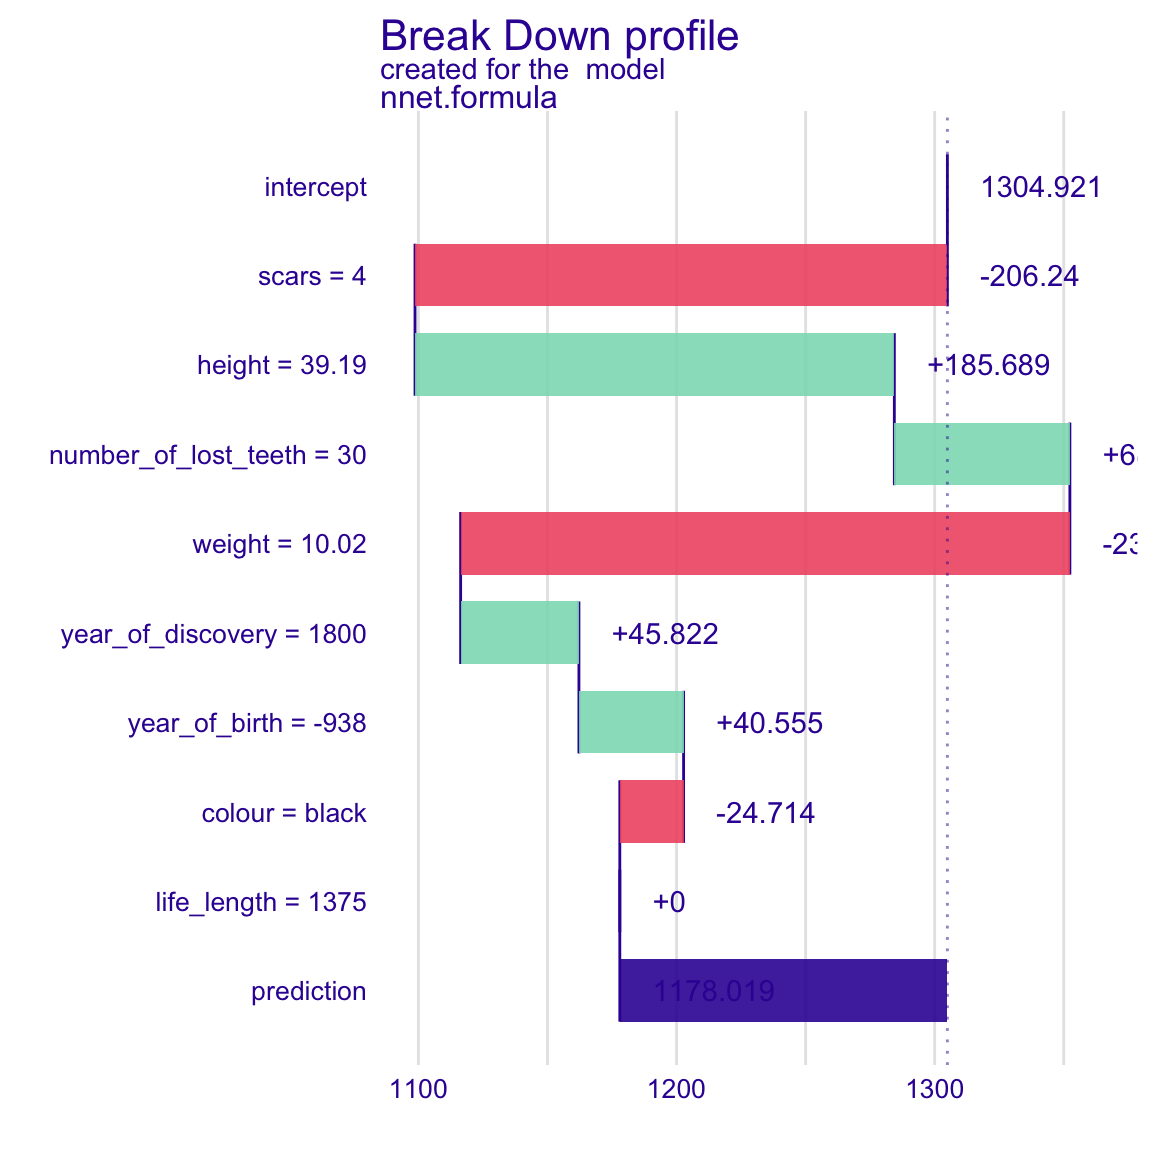 Break Down profile
created for the  model
nnet.formula
intercept 1304.921
scars = 4 -206.24
height = 39.19 +185.689
number_of_lost_teeth = 30
weight = 10.02
year_of_discovery = 1800 +45.822
year_of_birth = -938 +40.555
colour = black -24.714
life_length = 1375 +0
prediction 1178.019
1100 1200 1300